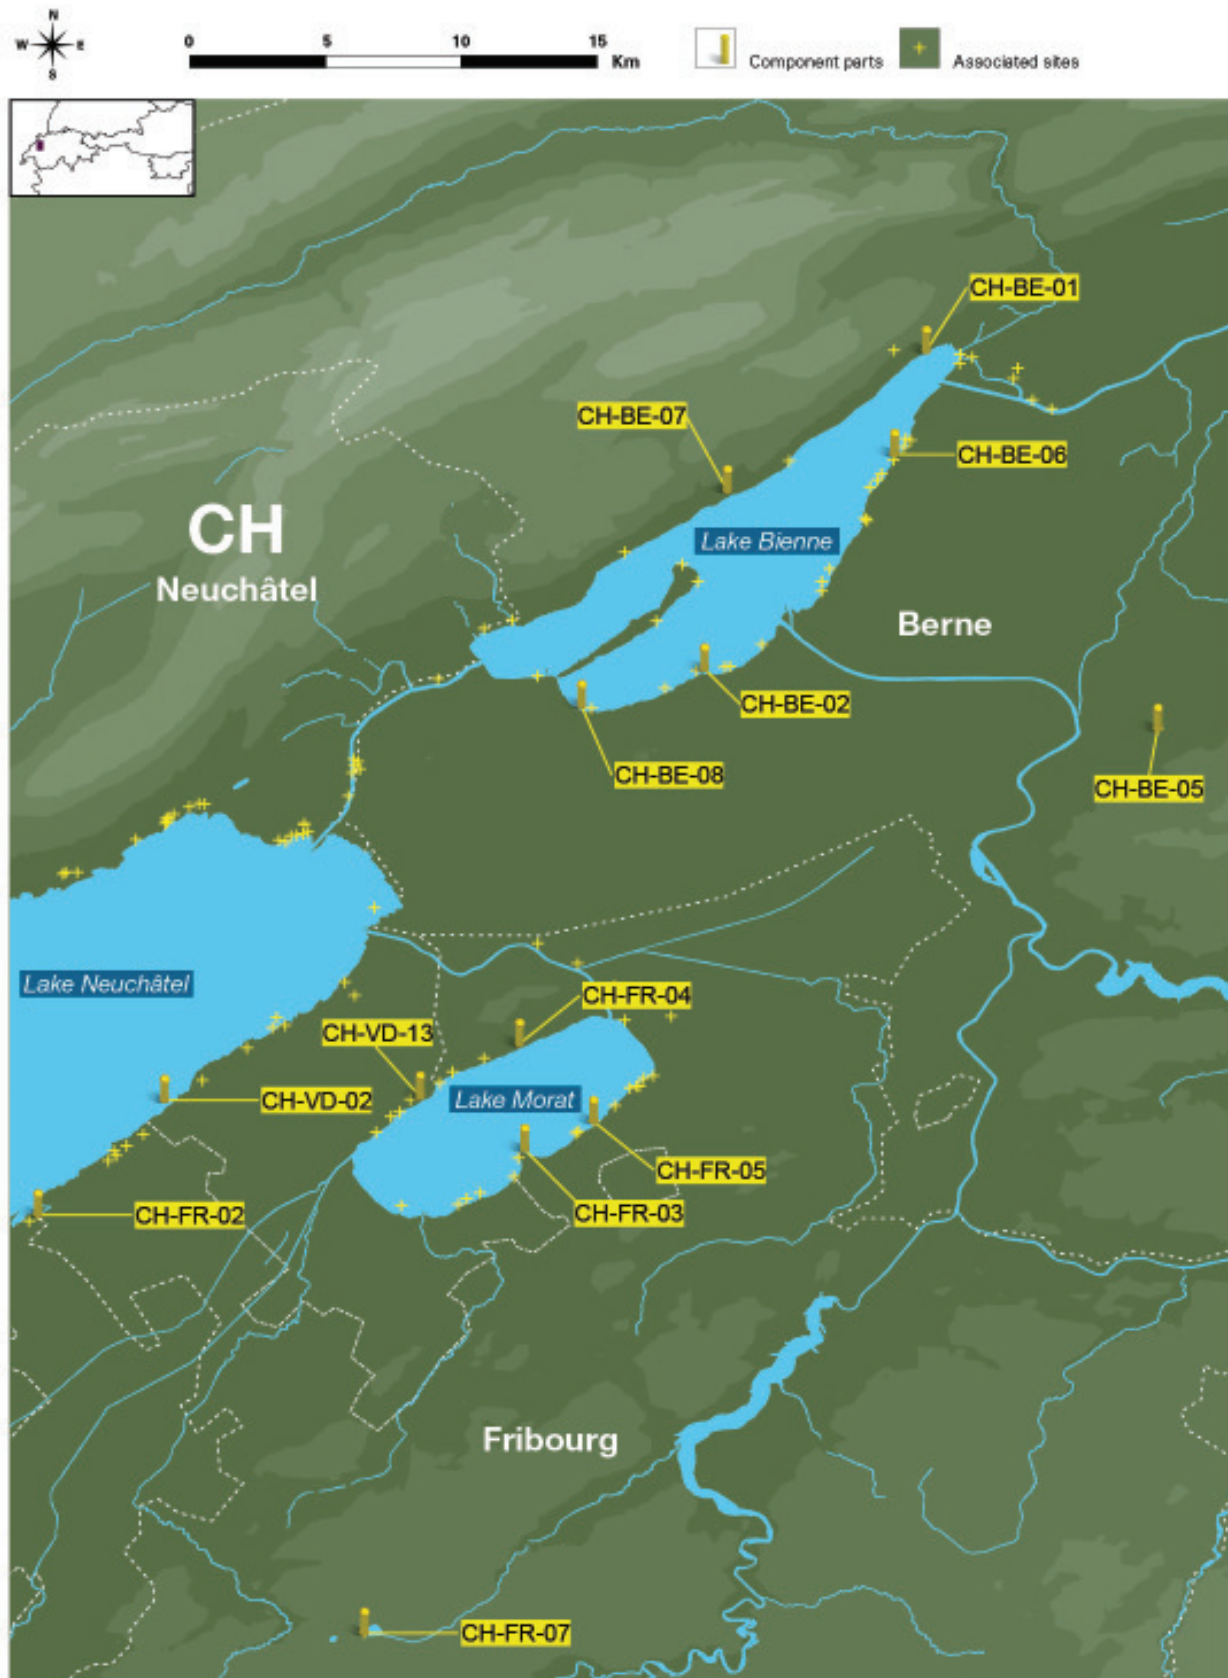 N
W E
S
0 5 10 15
Km
Component parts
Associated sites
CH-BE-01
CH-BE-07
CH-BE-06
CH
Neuchâtel
Lake Bienne
Berne
CH-BE-02
CH-BE-08
CH-BE-05
Lake Neuchâtel
CH-FR-04
CH-VD-13
CH-VD-02
Lake Morat
CH-FR-05
CH-FR-02
CH-FR-03
Fribourg
CH-FR-07